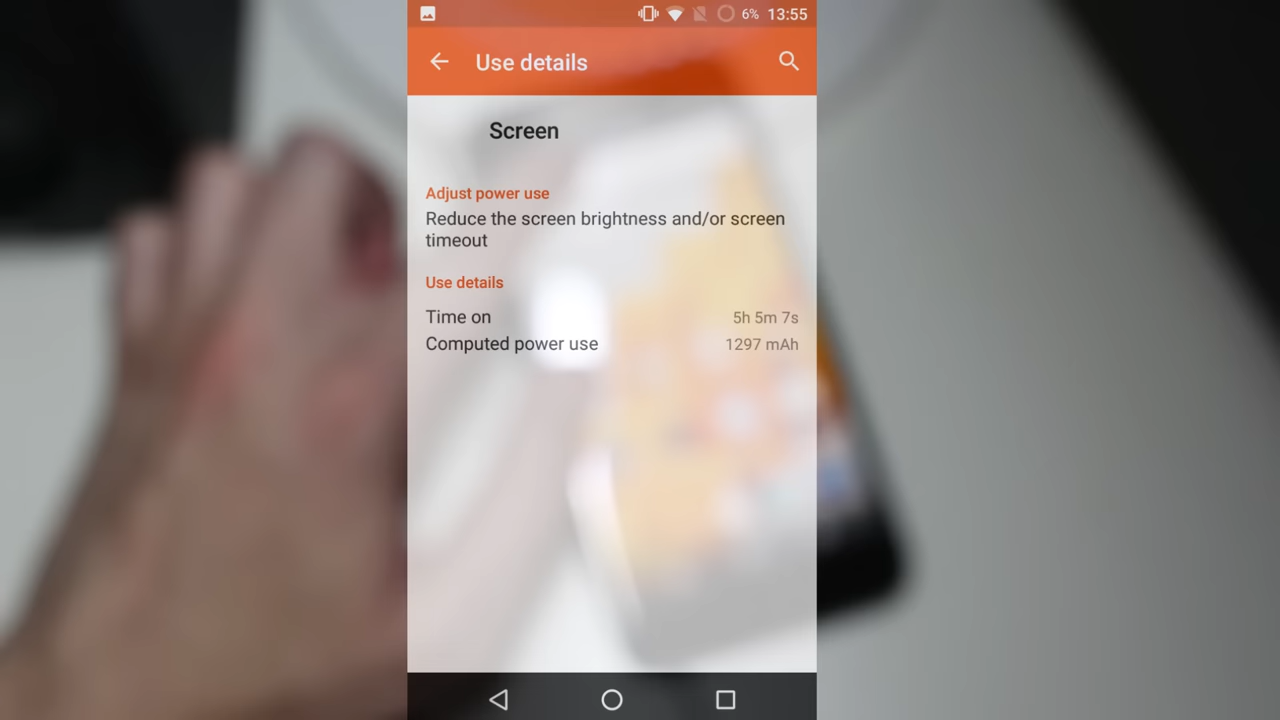 6% 13:55
Use details
Screen
Adjust power use
Reduce the screen brightness and/or screen
timeout
Use details
Time on 5h 5m 7s
Computed power use 1297 mAh